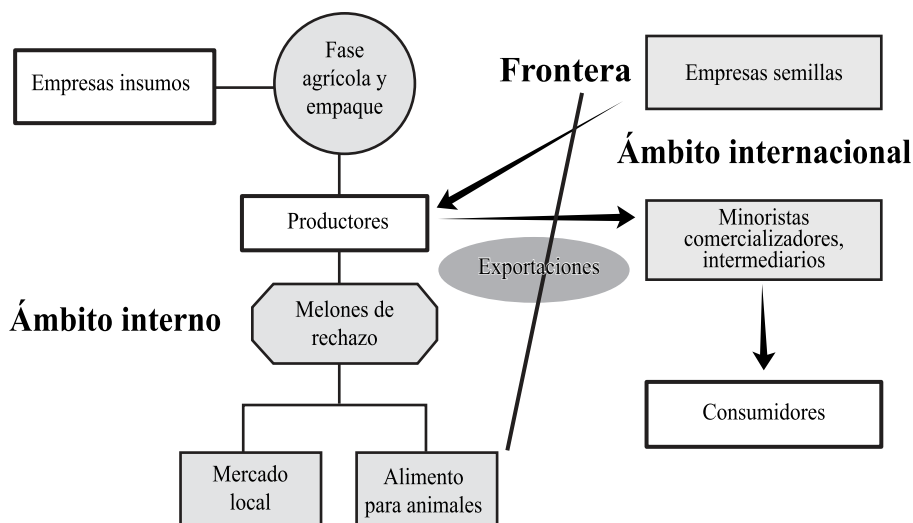 Fase
agrícola y
empaque
Empresas insumos
Frontera
Empresas semillas
Ámbito internacional
Productores
Minoristas
comercializadores,
intermediarios
Exportaciones
Ámbito interno
Melones de
rechazo
Consumidores
Mercado
local
Alimento
para animales